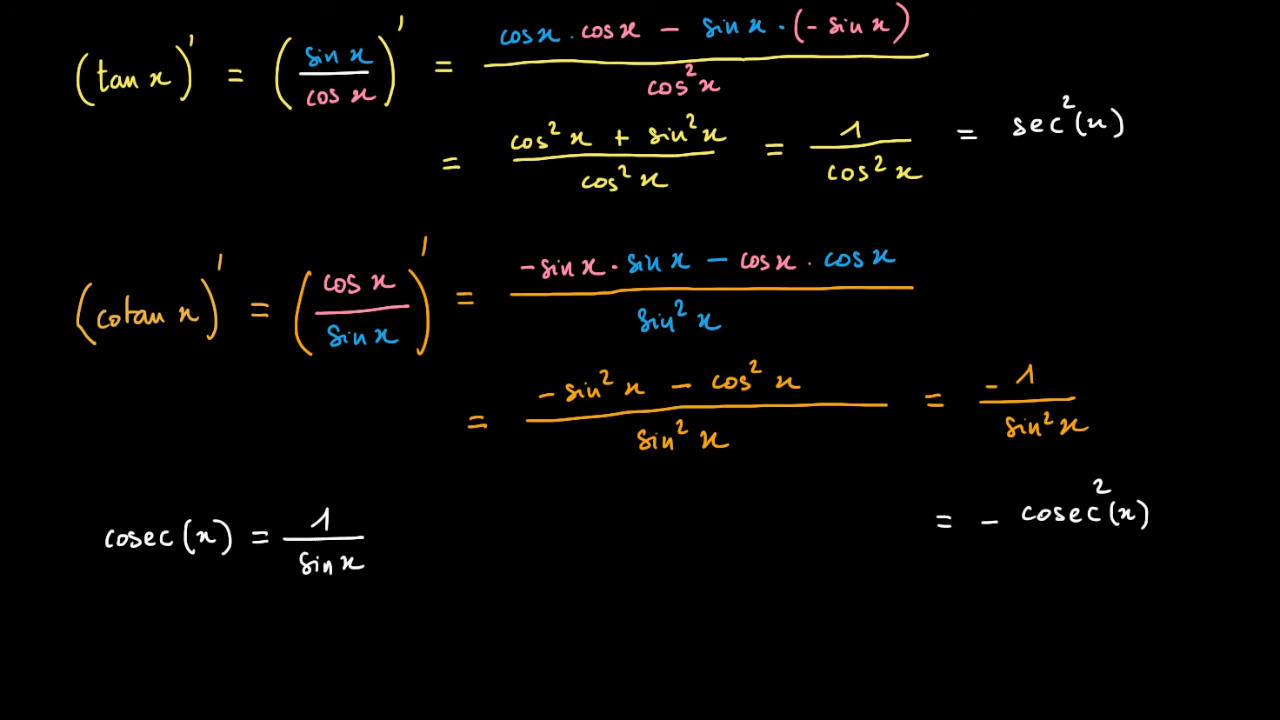 (tan x)' = (sin x / cos x)' = (cos x · cos x − sin x · (− sin x)) / cos² x
= (cos² x + sin² x) / cos² x = 1 / cos² x = sec²(x)
(cotan x)' = (cos x / sin x)' = (− sin x · sin x − cos x · cos x) / sin² x
= (− sin² x − cos² x) / sin² x = − 1 / sin² x
= − cosec²(x)
cosec(x) = 1 / sin x